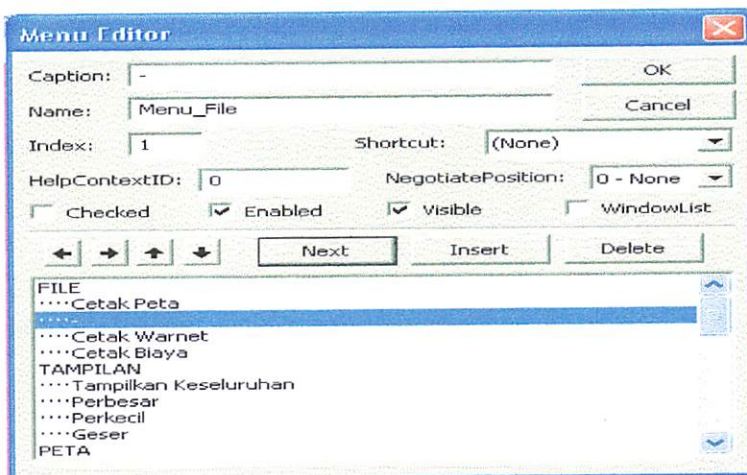 Menu Editor
Caption: -
OK
Name: Menu_File
Cancel
Index: 1
Shortcut: (None)
HelpContextID: 0
NegotiatePosition: 0 - None
Checked
Enabled
Visible
WindowList
Next
Insert
Delete
FILE
····Cetak Peta
····-
····Cetak Warnet
····Cetak Biaya
TAMPILAN
····Tampilkan Keseluruhan
····Perbesar
····Perkecil
····Geser
PETA